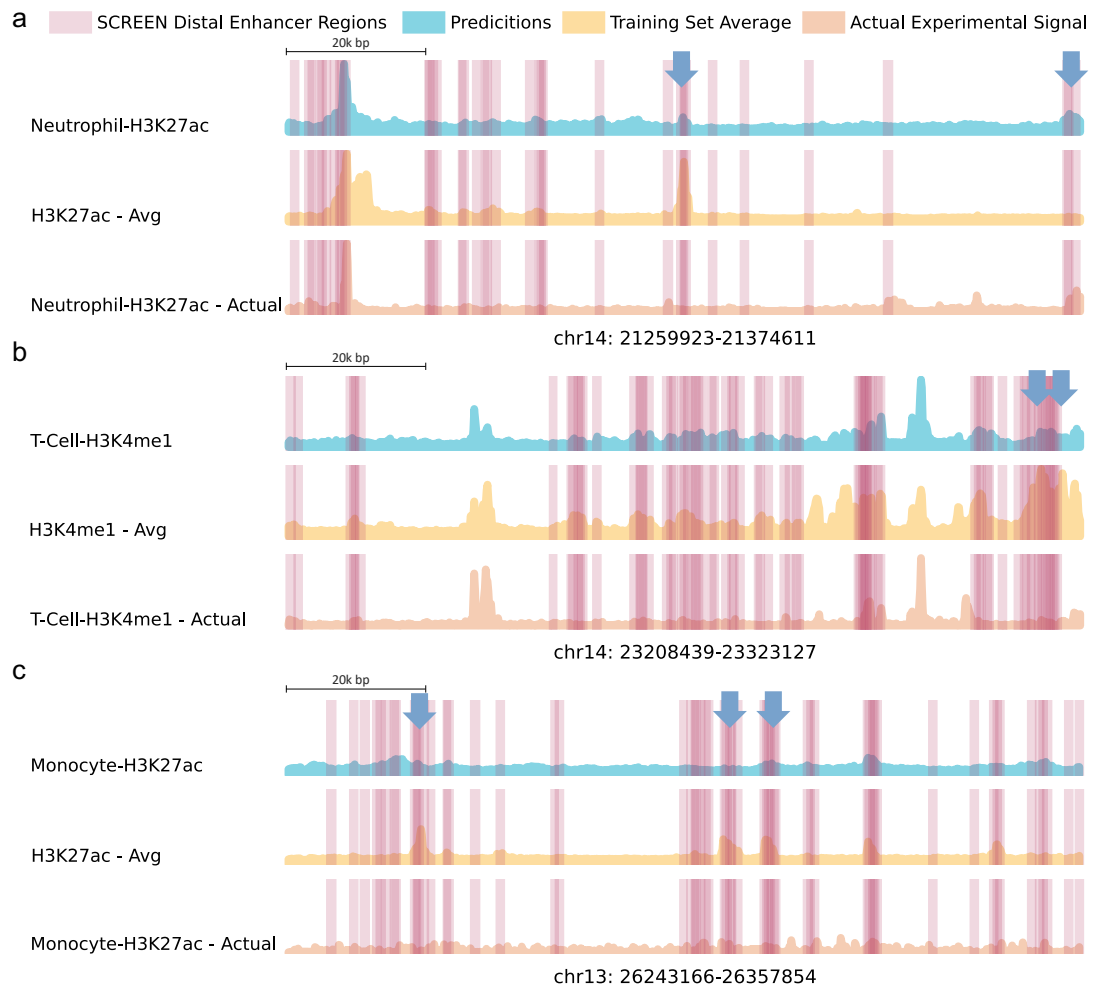 a
SCREEN Distal Enhancer Regions Predicitions Training Set Average Actual Experimental Signal
20k bp
Neutrophil-H3K27ac
H3K27ac - Avg
Neutrophil-H3K27ac - Actual
chr14: 21259923-21374611
b
20k bp
T-Cell-H3K4me1
H3K4me1 - Avg
T-Cell-H3K4me1 - Actual
chr14: 23208439-23323127
c
20k bp
Monocyte-H3K27ac
H3K27ac - Avg
Monocyte-H3K27ac - Actual
chr13: 26243166-26357854